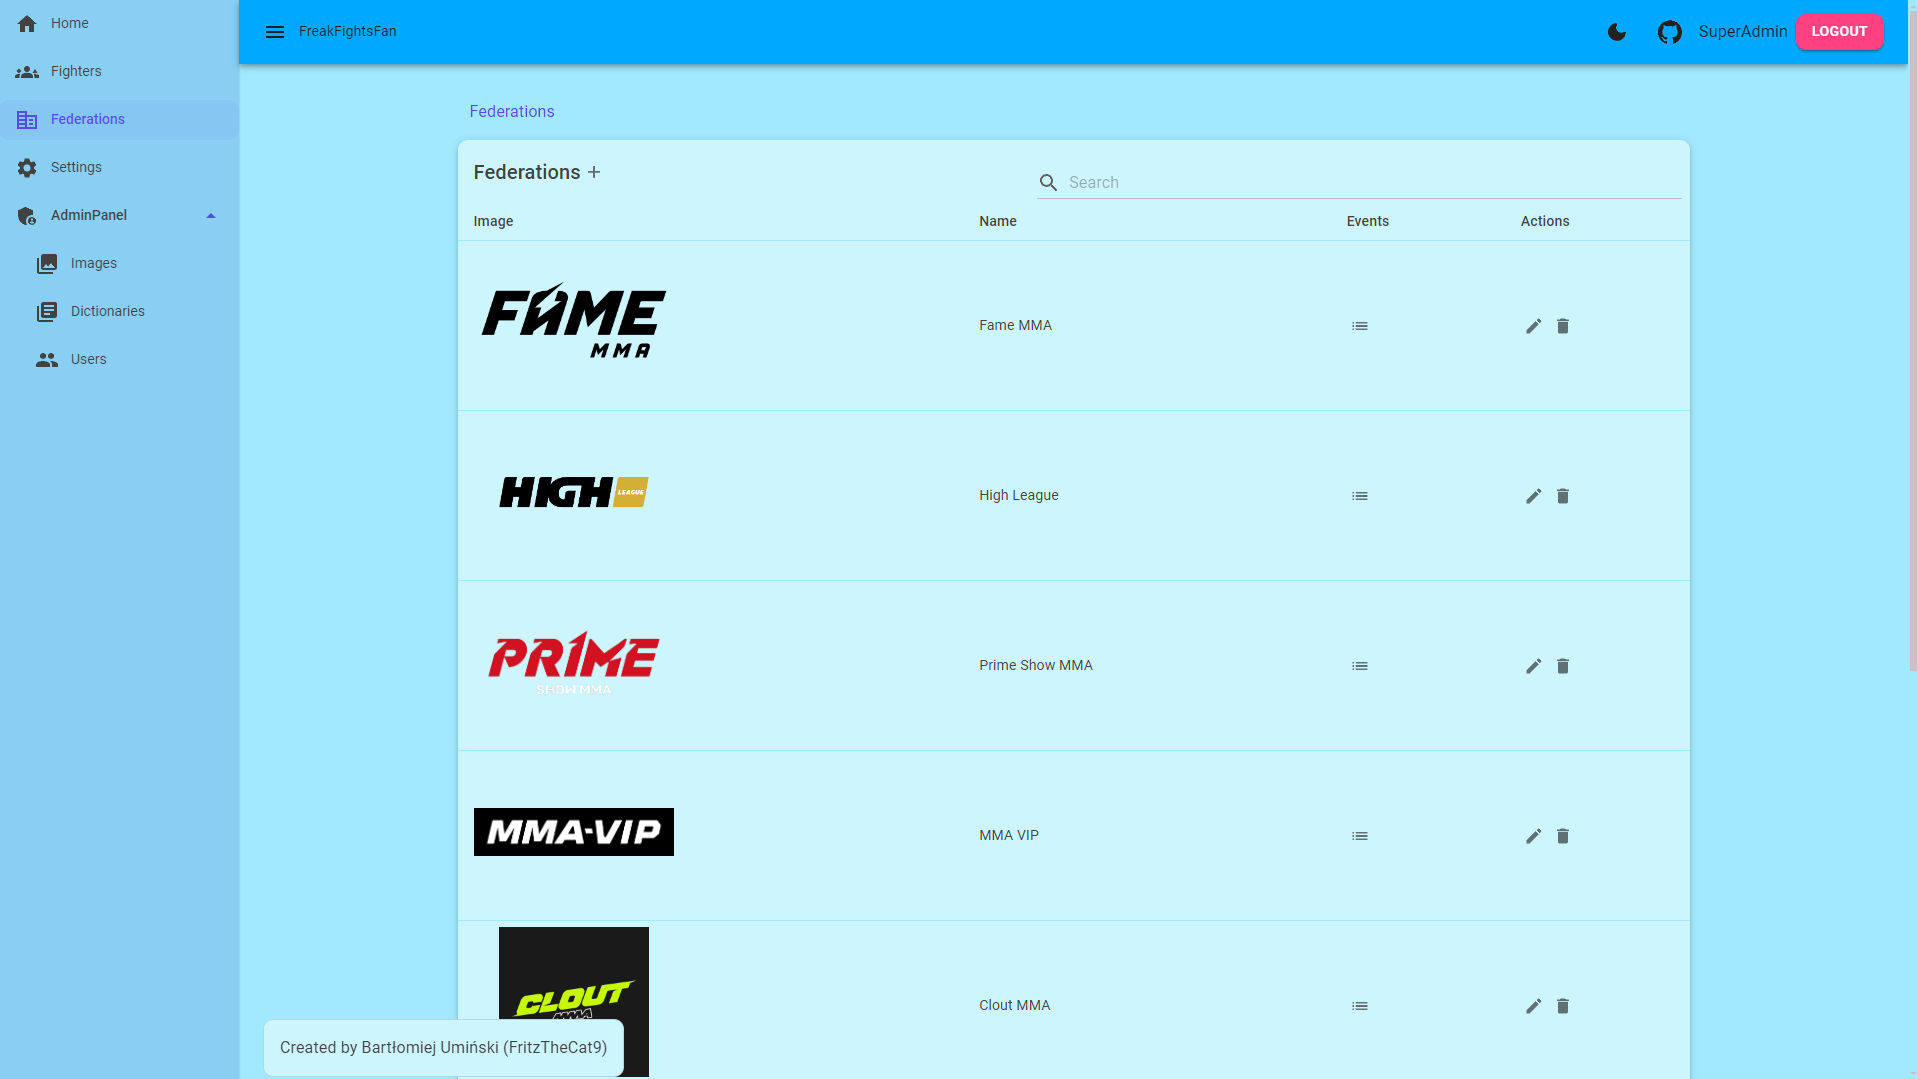 Home
Fighters
Federations
Settings
AdminPanel
Images
Dictionaries
Users
FreakFightsFan
SuperAdmin
LOGOUT
Federations
Federations
Search
Image
Name
Events
Actions
FAME
MMA
Fame MMA
HIGH LEAGUE
High League
PRIME
SHOW MMA
Prime Show MMA
MMA-VIP
MMA VIP
CLOUT
MMA
Clout MMA
Created by Bartłomiej Umiński (FritzTheCat9)